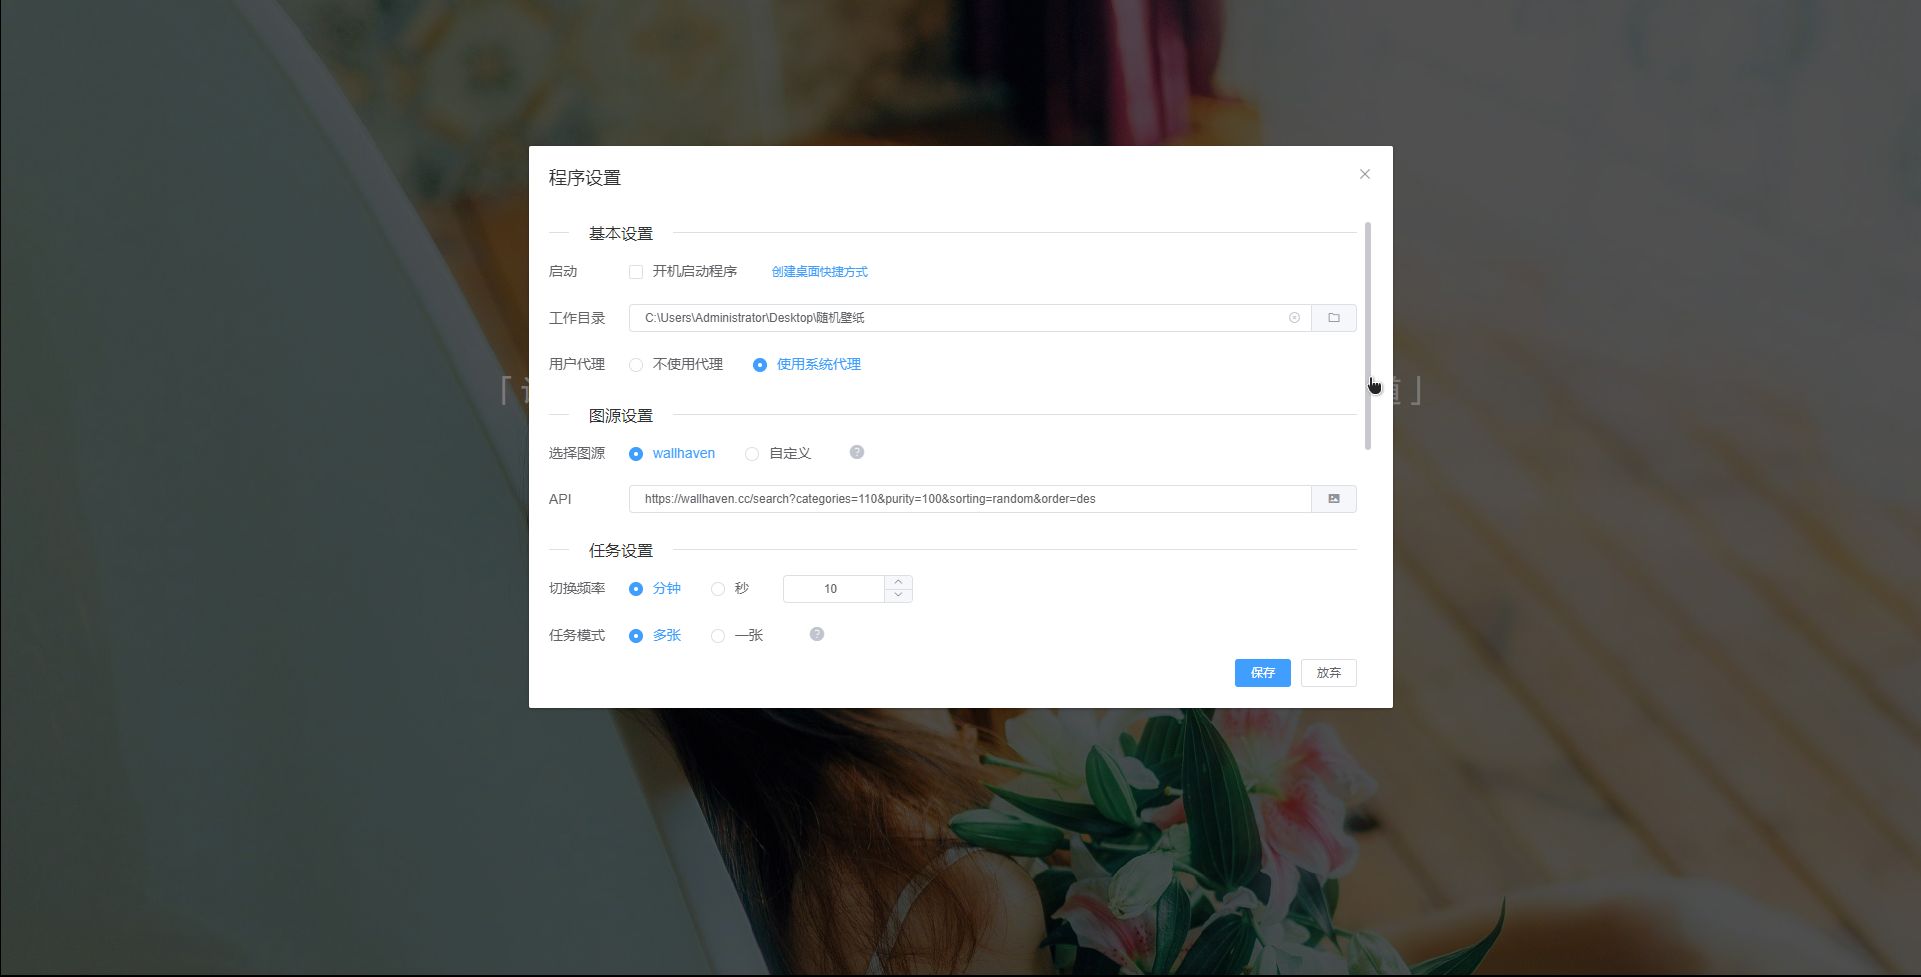 程序设置
基本设置
启动 开机启动程序 创建桌面快捷方式
工作目录 C:\Users\Administrator\Desktop\随机壁纸
用户代理 不使用代理 使用系统代理
「 道」
图源设置
选择图源 wallhaven 自定义 ?
API https://wallhaven.cc/search?categories=110&purity=100&sorting=random&order=des
任务设置
切换频率 分钟 秒 10
任务模式 多张 一张 ?
保存 放弃